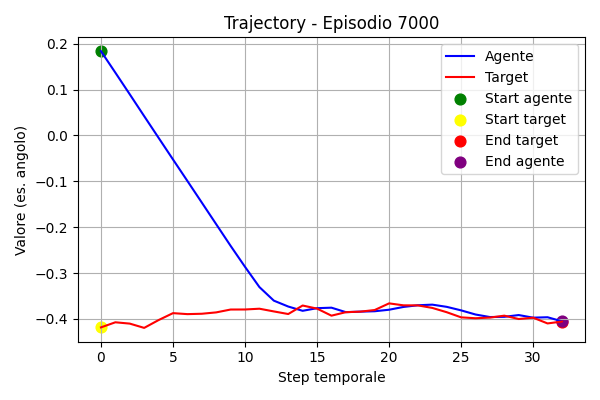 Trajectory - Episodio 7000
Valore (es. angolo)
0.2
0.1
0.0
−0.1
−0.2
−0.3
−0.4
Agente
Target
Start agente
Start target
End target
End agente
0 5 10 15 20 25 30
Step temporale